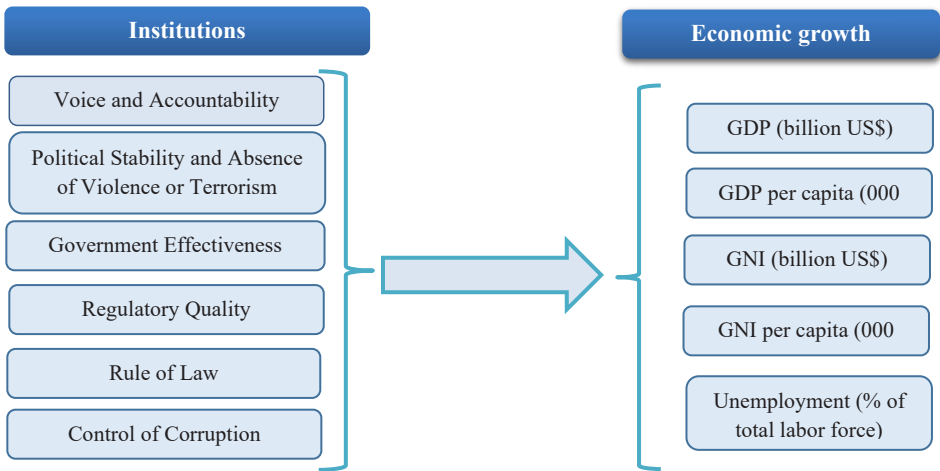 Institutions
Voice and Accountability
Political Stability and Absence
of Violence or Terrorism
Government Effectiveness
Regulatory Quality
Rule of Law
Control of Corruption
Economic growth
GDP (billion US$)
GDP per capita (000
GNI (billion US$)
GNI per capita (000
Unemployment (% of
total labor force)